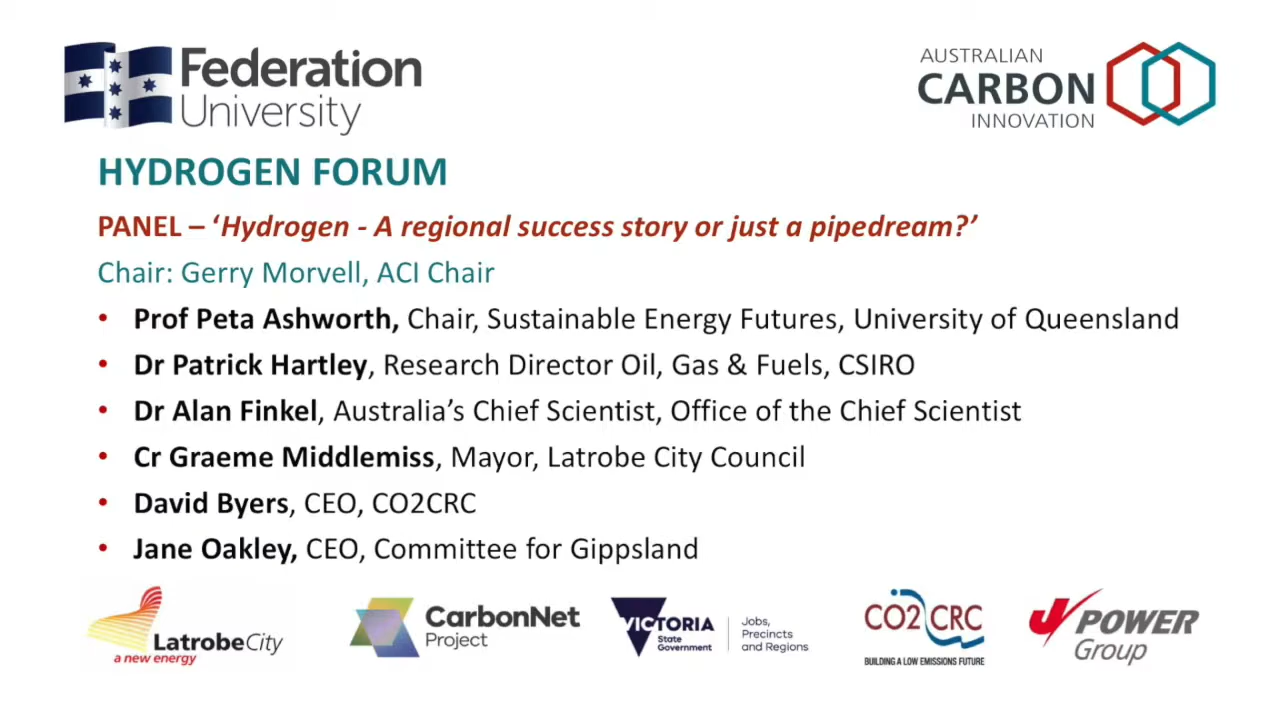 Federation
University
AUSTRALIAN
CARBON
INNOVATION
HYDROGEN FORUM
PANEL – ‘Hydrogen - A regional success story or just a pipedream?’
Chair: Gerry Morvell, ACI Chair
• Prof Peta Ashworth, Chair, Sustainable Energy Futures, University of Queensland
• Dr Patrick Hartley, Research Director Oil, Gas & Fuels, CSIRO
• Dr Alan Finkel, Australia’s Chief Scientist, Office of the Chief Scientist
• Cr Graeme Middlemiss, Mayor, Latrobe City Council
• David Byers, CEO, CO2CRC
• Jane Oakley, CEO, Committee for Gippsland
LatrobeCity
a new energy
CarbonNet
Project
VICTORIA
State
Government
Jobs,
Precincts
and Regions
CO2CRC
BUILDING A LOW EMISSIONS FUTURE
POWER
Group